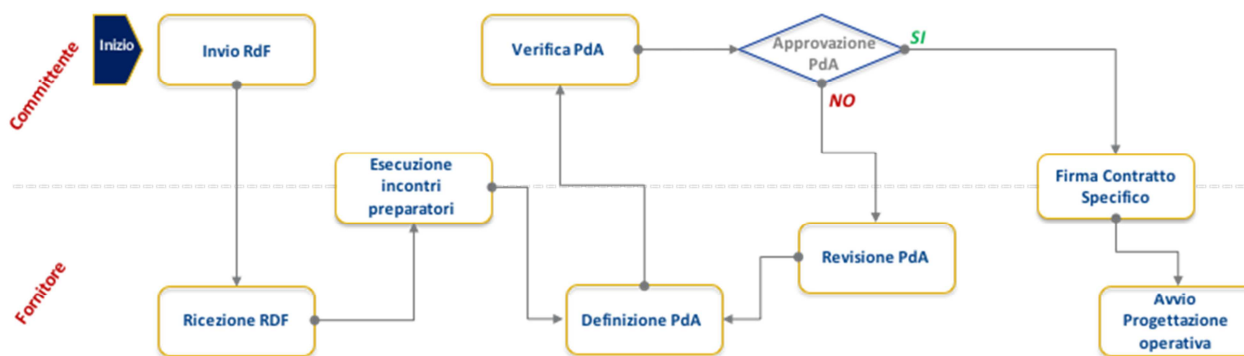 Committente
Inizio
Invio RdF
Verifica PdA
Approvazione
PdA
SI
NO
Esecuzione
incontri
preparatori
Firma Contratto
Specifico
Fornitore
Ricezione RDF
Definizione PdA
Revisione PdA
Avvio
Progettazione
operativa